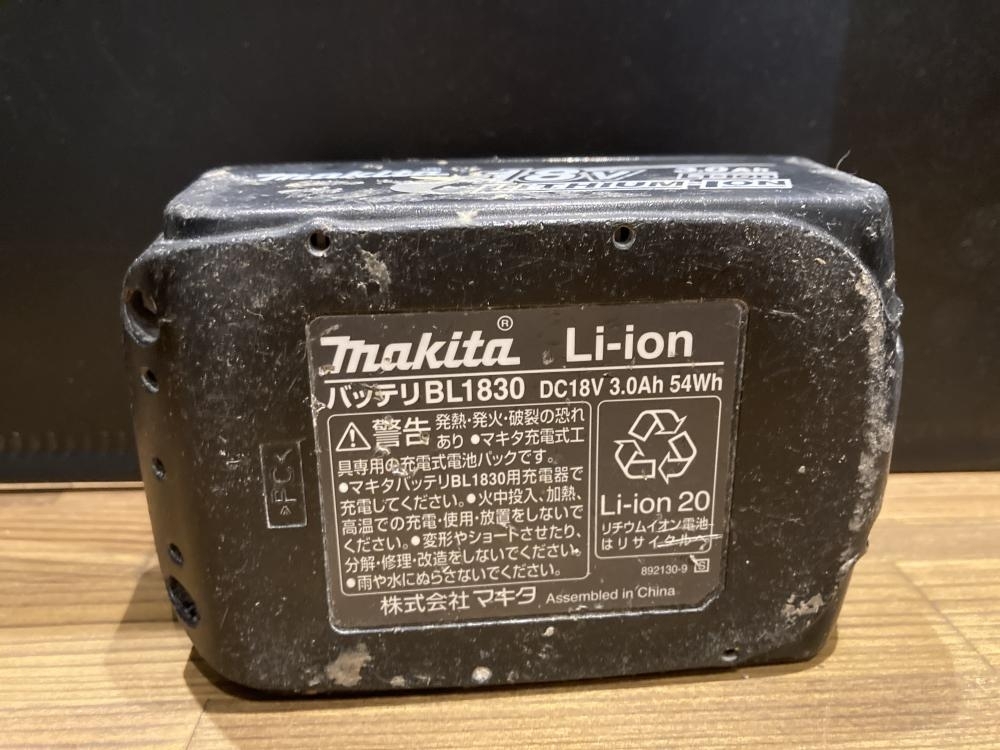 makita
18V
3.0Ah
LITHIUM-ION
makita® Li-ion
バッテリBL1830 DC18V 3.0Ah 54Wh
警告 発熱・発火・破裂の恐れ
あり ●マキタ充電式工
具専用の充電式電池パックです。
●マキタバッテリBL1830用充電器で
充電してください。●火中投入、加熱、
高温での充電・使用・放置をしないで
ください。●変形やショートさせたり、
分解・修理・改造をしないでください。
●雨や水にぬらさないでください。
Li-ion 20
リチウムイオン電池
はリサイクルへ
892130-9 S
株式会社マキタ Assembled in China
>PC<